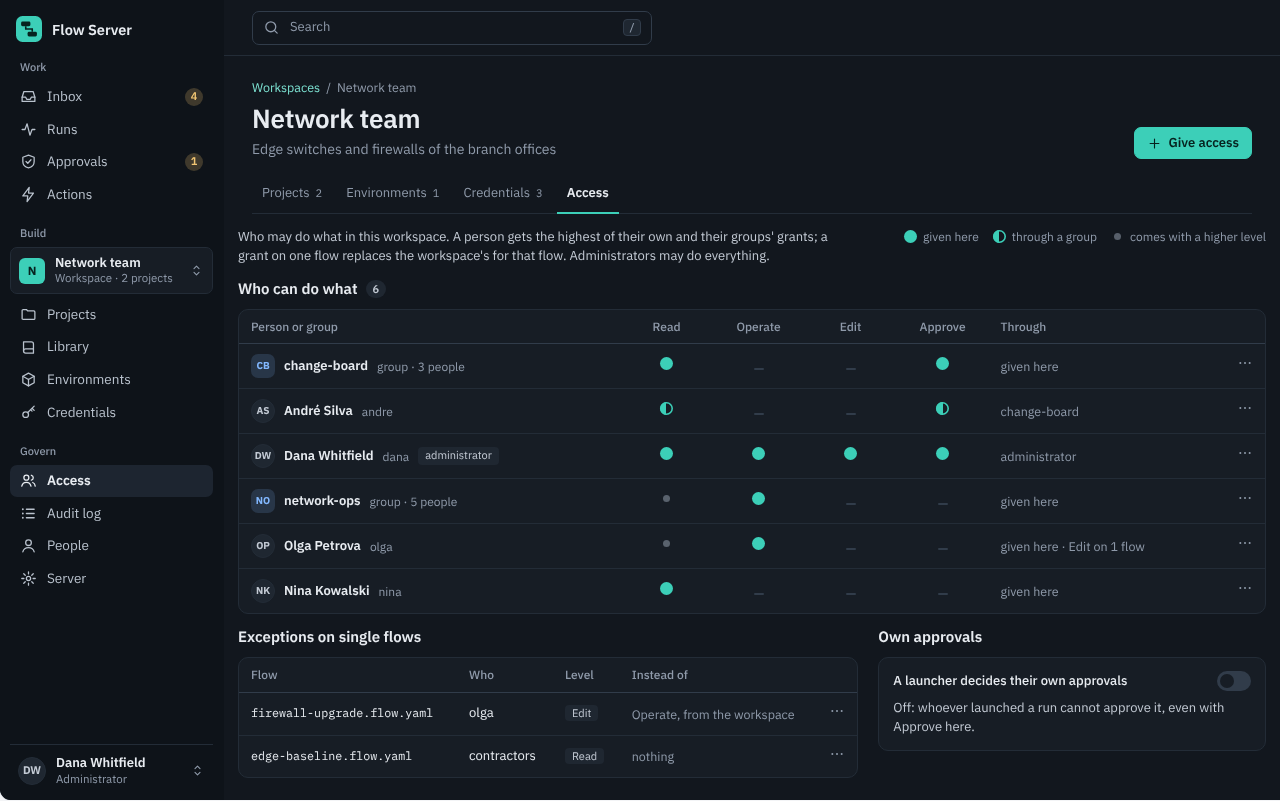 Flow Server
Search
/
Work
Inbox 4
Runs
Approvals 1
Actions
Build
N Network team
Workspace · 2 projects
Projects
Library
Environments
Credentials
Govern
Access
Audit log
People
Server
DW Dana Whitfield
Administrator
Workspaces / Network team
Network team
Edge switches and firewalls of the branch offices
+ Give access
Projects 2 Environments 1 Credentials 3 Access
Who may do what in this workspace. A person gets the highest of their own and their groups' grants; a
grant on one flow replaces the workspace's for that flow. Administrators may do everything.
given here through a group comes with a higher level
Who can do what 6
Person or group Read Operate Edit Approve Through
CB change-board group · 3 people — — given here ···
AS André Silva andre — — change-board ···
DW Dana Whitfield dana administrator administrator ···
NO network-ops group · 5 people — — given here ···
OP Olga Petrova olga — — given here · Edit on 1 flow ···
NK Nina Kowalski nina — — — given here ···
Exceptions on single flows
Flow Who Level Instead of
firewall-upgrade.flow.yaml olga Edit Operate, from the workspace ···
edge-baseline.flow.yaml contractors Read nothing ···
Own approvals
A launcher decides their own approvals
Off: whoever launched a run cannot approve it, even with
Approve here.